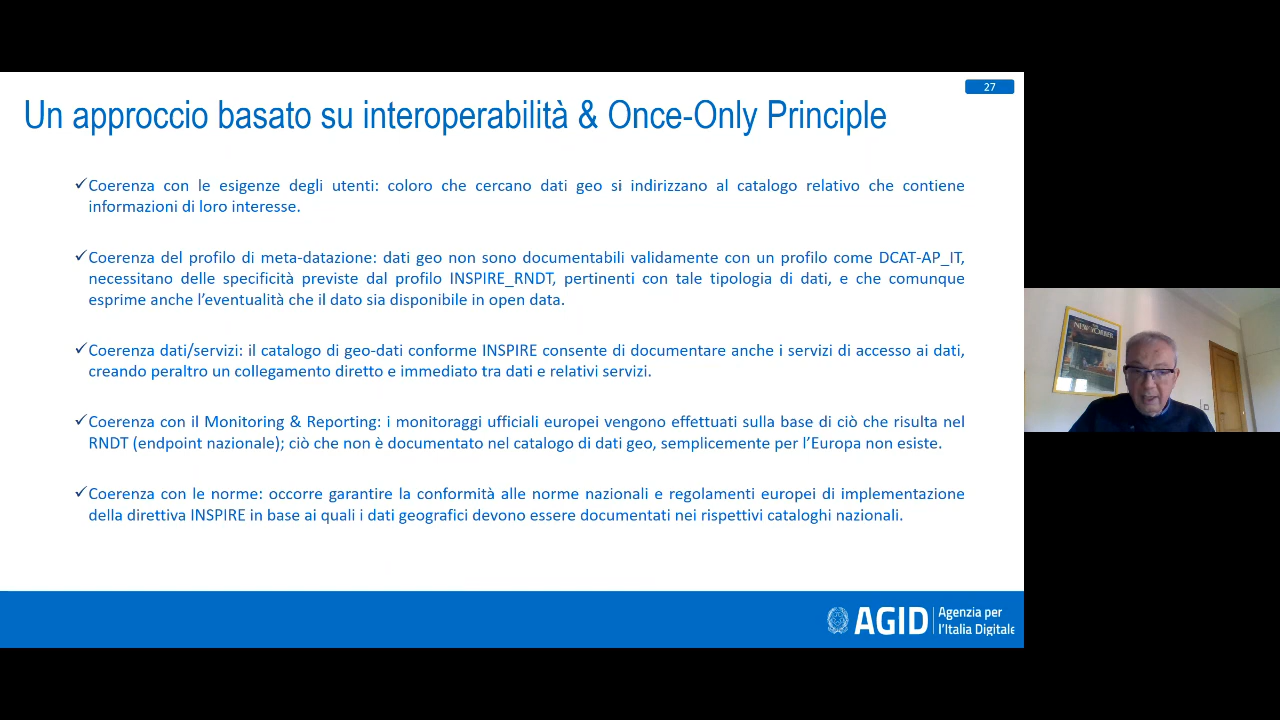 27
Un approccio basato su interoperabilità & Once-Only Principle
✓Coerenza con le esigenze degli utenti: coloro che cercano dati geo si indirizzano al catalogo relativo che contiene
informazioni di loro interesse.
✓Coerenza del profilo di meta-datazione: dati geo non sono documentabili validamente con un profilo come DCAT-AP_IT,
necessitano delle specificità previste dal profilo INSPIRE_RNDT, pertinenti con tale tipologia di dati, e che comunque
esprime anche l’eventualità che il dato sia disponibile in open data.
✓Coerenza dati/servizi: il catalogo di geo-dati conforme INSPIRE consente di documentare anche i servizi di accesso ai dati,
creando peraltro un collegamento diretto e immediato tra dati e relativi servizi.
✓Coerenza con il Monitoring & Reporting: i monitoraggi ufficiali europei vengono effettuati sulla base di ciò che risulta nel
RNDT (endpoint nazionale); ciò che non è documentato nel catalogo di dati geo, semplicemente per l’Europa non esiste.
✓Coerenza con le norme: occorre garantire la conformità alle norme nazionali e regolamenti europei di implementazione
della direttiva INSPIRE in base ai quali i dati geografici devono essere documentati nei rispettivi cataloghi nazionali.
AGID
Agenzia per
l’Italia Digitale
NEW YORKER